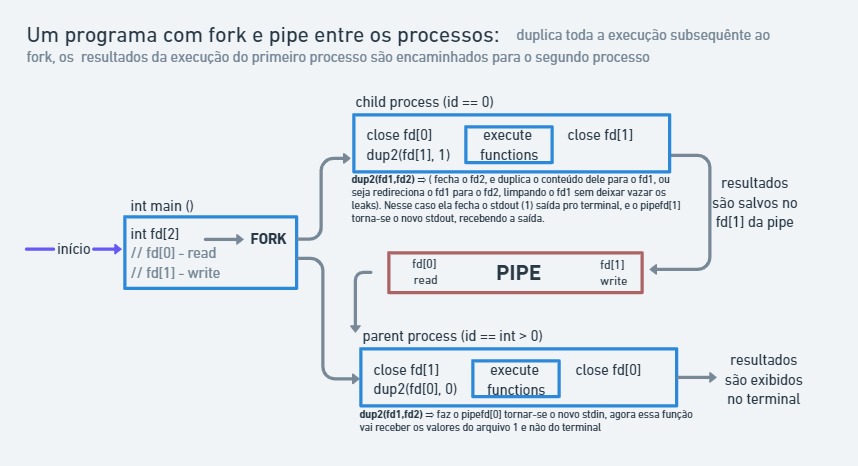 Um programa com fork e pipe entre os processos: duplica toda a execução subsequênte ao
fork, os resultados da execução do primeiro processo são encaminhados para o segundo processo
child process (id == 0)
close fd[0]
dup2(fd[1], 1)
execute
functions
close fd[1]
dup2(fd1,fd2) ⇒ ( fecha o fd2, e duplica o conteúdo dele para o fd1, ou
seja redireciona o fd1 para o fd2, limpando o fd1 sem deixar vazar os
leaks). Nesse caso ela fecha o stdout (1) saída pro terminal, e o pipefd[1]
torna-se o novo stdout, recebendo a saída.
resultados
são salvos no
fd[1] da pipe
int main ()
início
int fd[2]
// fd[0] - read
// fd[1] - write
FORK
fd[0]
read
PIPE
fd[1]
write
parent process (id == int > 0)
close fd[1]
dup2(fd[0], 0)
execute
functions
close fd[0]
resultados
são exibidos
no terminal
dup2(fd1,fd2) ⇒ faz o pipefd[0] tornar-se o novo stdin, agora essa função
vai receber os valores do arquivo 1 e não do terminal